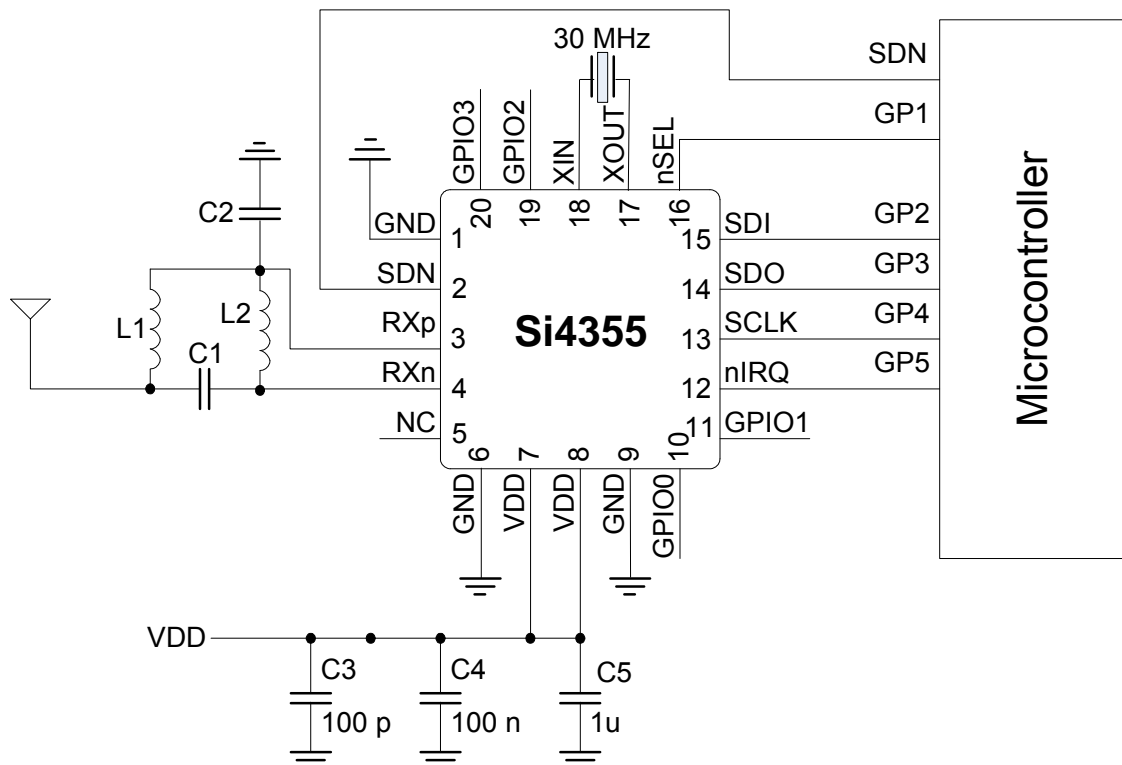 30 MHz
SDN
GP1
GPIO3
GPIO2
XIN
XOUT
nSEL
20
19
18
17
16
C2
GND
1
15
SDI
GP2
SDN
2
14
SDO
GP3
L1
L2
RXp
3
Si4355
13
SCLK
GP4
C1
RXn
4
12
nIRQ
GP5
NC
5
11
GPIO1
6
7
8
9
10
GND
VDD
VDD
GND
GPIO0
Microcontroller
VDD
C3
100 p
C4
100 n
C5
1u